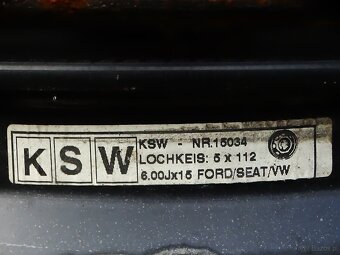 KSW
KSW - NR.15034
LOCHKEIS: 5 x 112
6.00Jx15 FORD/SEAT/VW